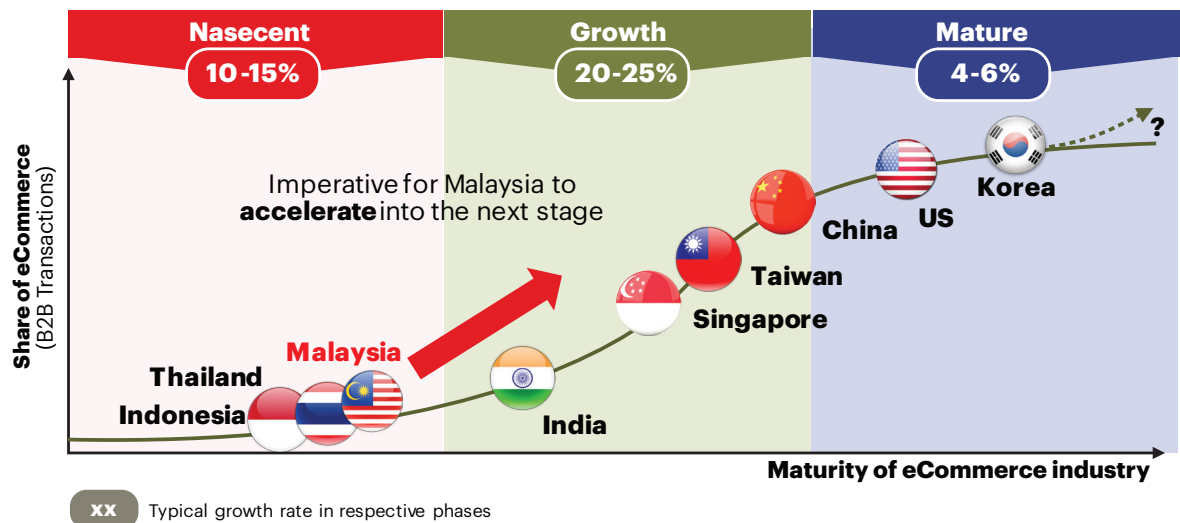 Nasecent
10-15%
Growth
20-25%
Mature
4-6%
Share of eCommerce
(B2B Transactions)
Imperative for Malaysia to
accelerate into the next stage
?
Korea
US
China
Taiwan
Singapore
Malaysia
Thailand
Indonesia
India
Maturity of eCommerce industry
xx Typical growth rate in respective phases